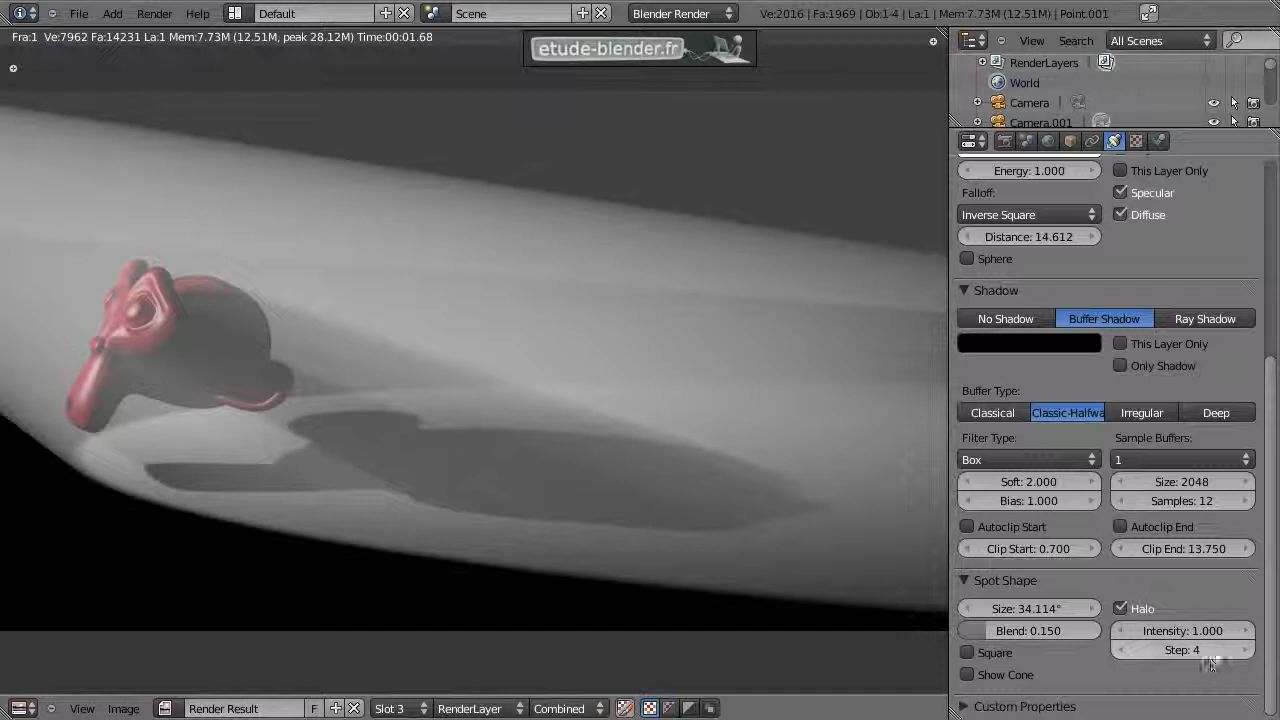 File Add Render Help Default Scene Blender Render Ve:2016 | Fa:1969 | Ob:1-4 | La:1 | Mem:7.73M (12.51M) | Point.001
Fra:1 Ve:7962 Fa:14231 La:1 Mem:7.73M (12.51M, peak 28.12M) Time:00:01.68
etude-blender.fr
View Search All Scenes
RenderLayers
World
Camera
Camera.001
Energy: 1.000
This Layer Only
Falloff:
Specular
Inverse Square
Diffuse
Distance: 14.612
Sphere
Shadow
No Shadow Buffer Shadow Ray Shadow
This Layer Only
Only Shadow
Buffer Type:
Classical Classic-Halfwa Irregular Deep
Filter Type: Sample Buffers:
Box 1
Soft: 2.000 Size: 2048
Bias: 1.000 Samples: 12
Autoclip Start Autoclip End
Clip Start: 0.700 Clip End: 13.750
Spot Shape
Size: 34.114° Halo
Blend: 0.150 Intensity: 1.000
Square Step: 4
Show Cone
Custom Properties
View Image Render Result F Slot 3 RenderLayer Combined